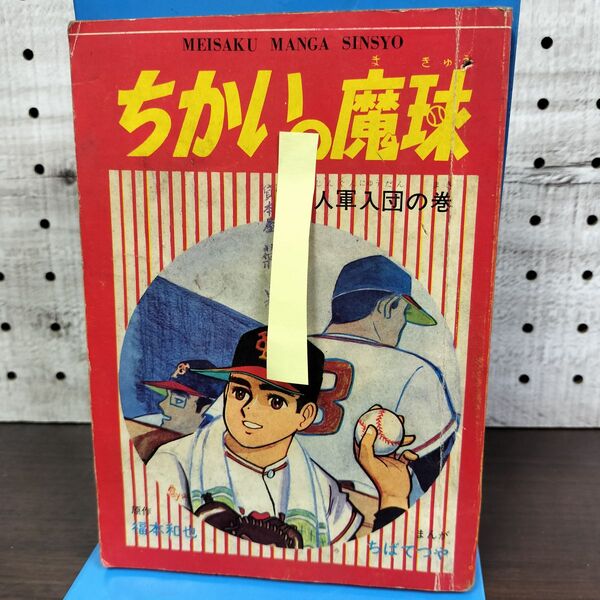 MEISAKU MANGA SINSYO
ま きゅう
ちかいの魔球
人軍入団の巻
原作
福本和也
まんが
ちばてつや